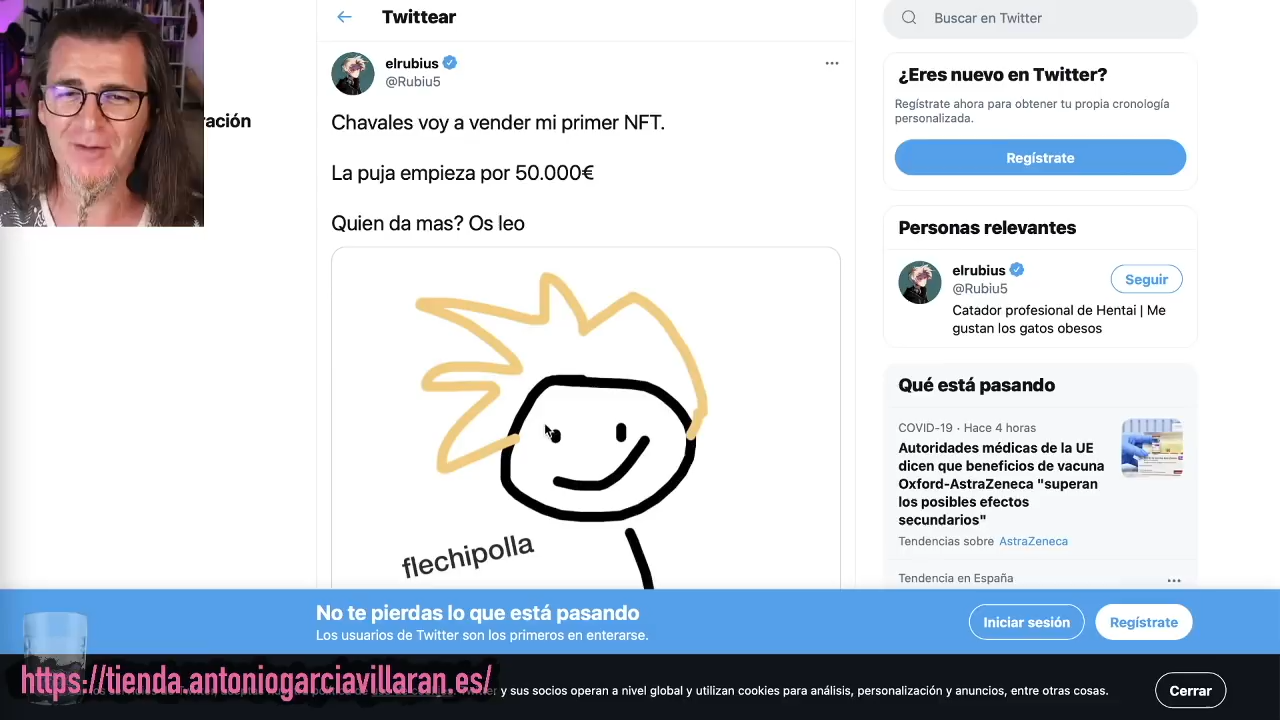 Twittear
elrubius
@Rubiu5
ración
Chavales voy a vender mi primer NFT.
La puja empieza por 50.000€
Quien da mas? Os leo
flechipolla
Buscar en Twitter
¿Eres nuevo en Twitter?
Regístrate ahora para obtener tu propia cronología
personalizada.
Regístrate
Personas relevantes
elrubius
@Rubiu5
Seguir
Catador profesional de Hentai | Me
gustan los gatos obesos
Qué está pasando
COVID-19 · Hace 4 horas
Autoridades médicas de la UE
dicen que beneficios de vacuna
Oxford-AstraZeneca "superan
los posibles efectos
secundarios"
Tendencias sobre AstraZeneca
Tendencia en España
No te pierdas lo que está pasando
Los usuarios de Twitter son los primeros en enterarse.
Iniciar sesión
Regístrate
https://tienda.antoniogarciavillaran.es/
y sus socios operan a nivel global y utilizan cookies para análisis, personalización y anuncios, entre otras cosas.
Cerrar